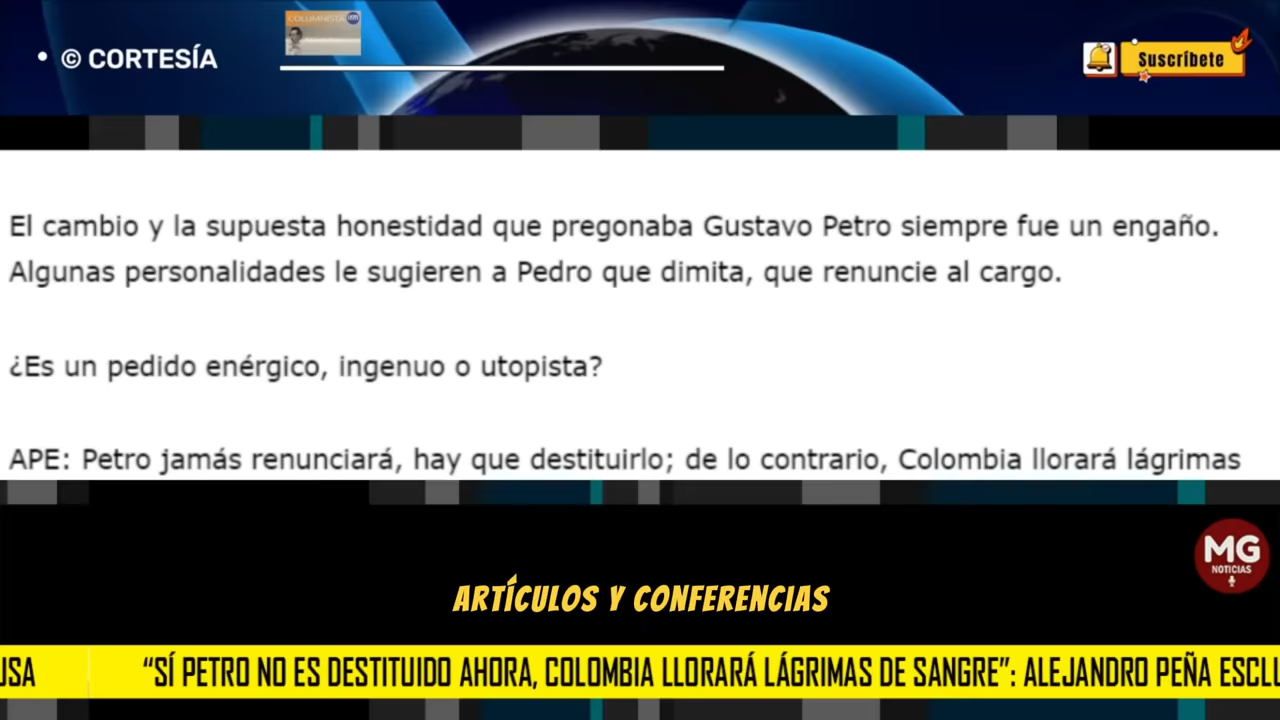 COLUMNISTA
• © CORTESÍA
Suscríbete
El cambio y la supuesta honestidad que pregonaba Gustavo Petro siempre fue un engaño.
Algunas personalidades le sugieren a Pedro que dimita, que renuncie al cargo.
¿Es un pedido enérgico, ingenuo o utopista?
APE: Petro jamás renunciará, hay que destituirlo; de lo contrario, Colombia llorará lágrimas
MG
NOTICIAS
ARTÍCULOS Y CONFERENCIAS
USA “SÍ PETRO NO ES DESTITUIDO AHORA, COLOMBIA LLORARÁ LÁGRIMAS DE SANGRE”: ALEJANDRO PEÑA ESCLU